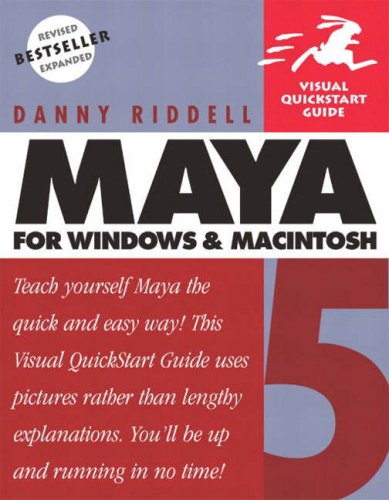 REVISED
BESTSELLER
EXPANDED
VISUAL
QUICKSTART
GUIDE
DANNY RIDDELL
MAYA
FOR WINDOWS & MACINTOSH
5
Teach yourself Maya the
quick and easy way! This
Visual QuickStart Guide uses
pictures rather than lengthy
explanations. You'll be up
and running in no time!